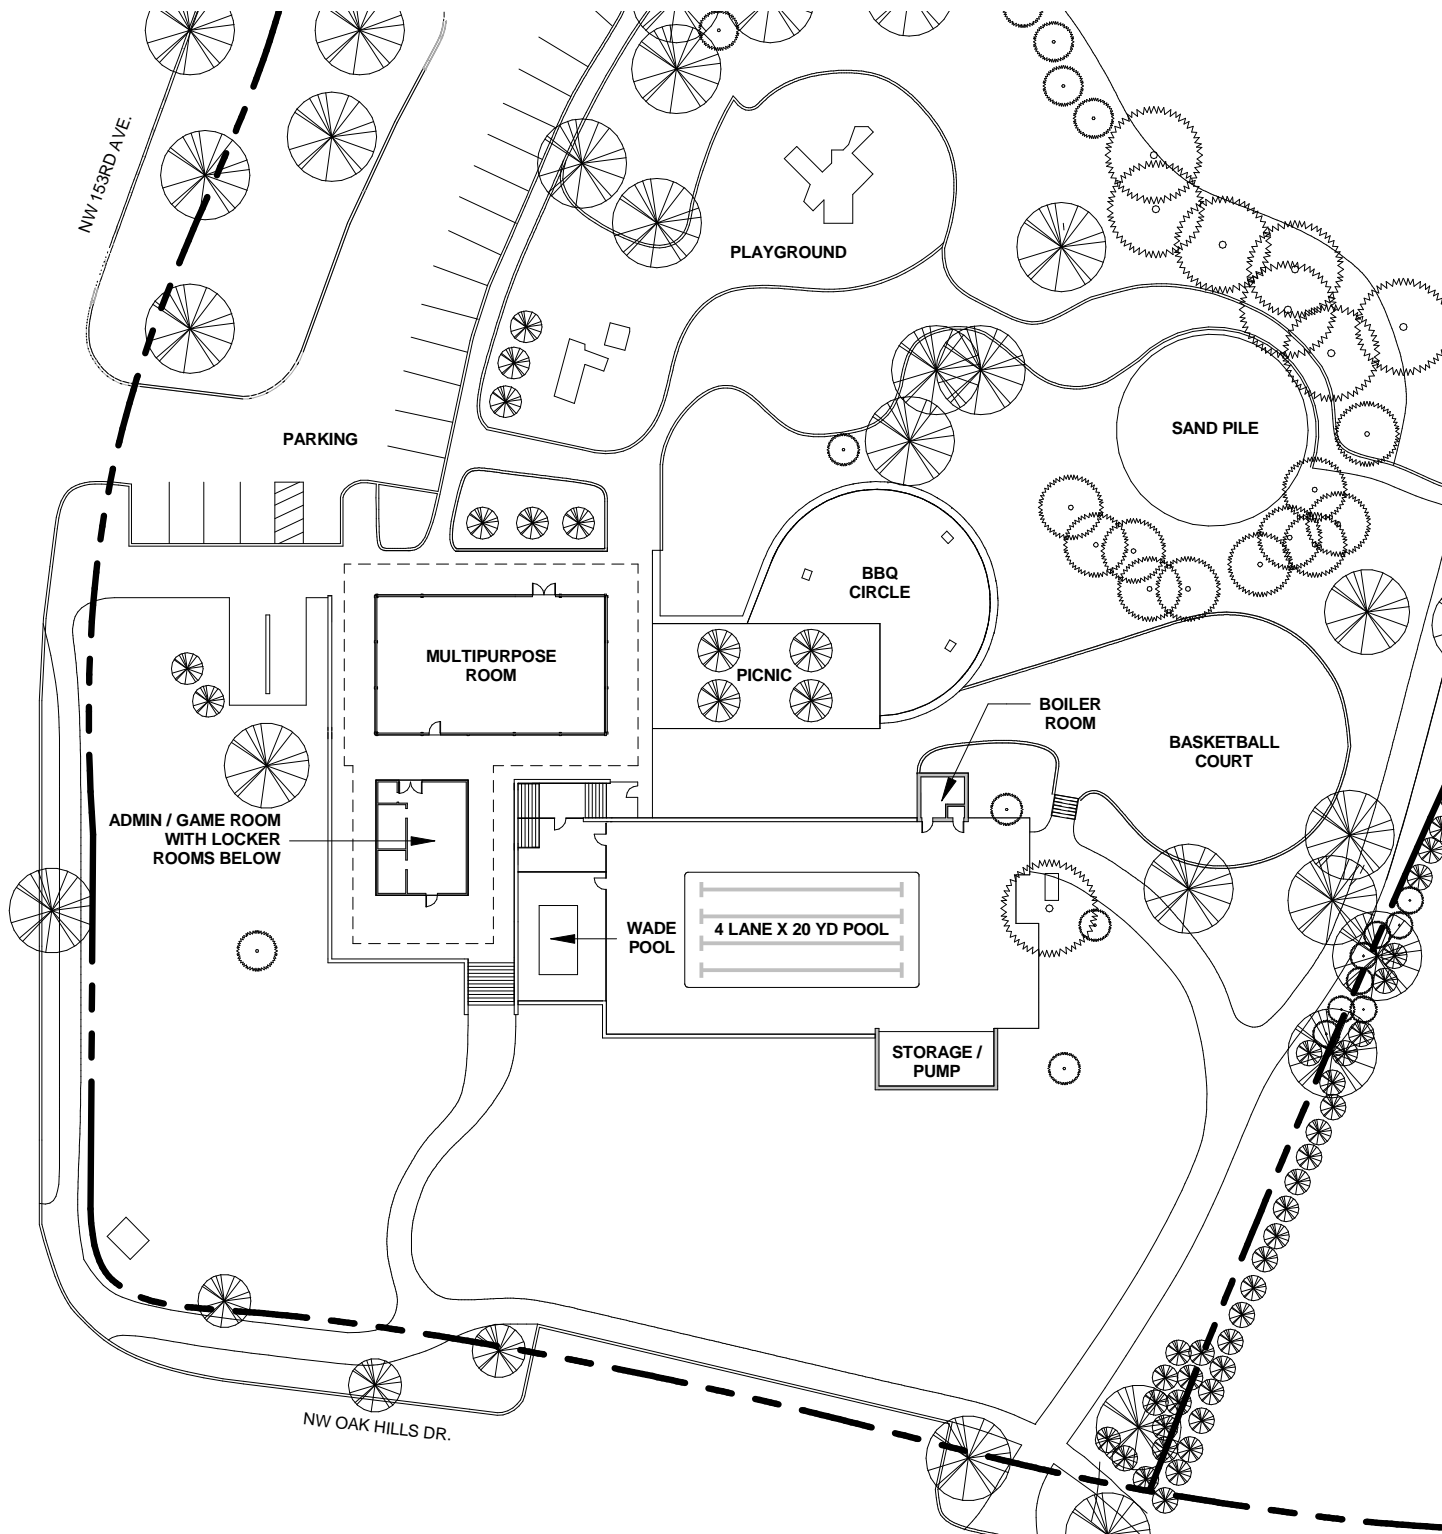 NW 153RD AVE.
PLAYGROUND
PARKING
SAND PILE
BBQ
CIRCLE
MULTIPURPOSE
ROOM
PICNIC
BOILER
ROOM
BASKETBALL
COURT
ADMIN / GAME ROOM
WITH LOCKER
ROOMS BELOW
WADE
POOL
4 LANE X 20 YD POOL
STORAGE /
PUMP
NW OAK HILLS DR.